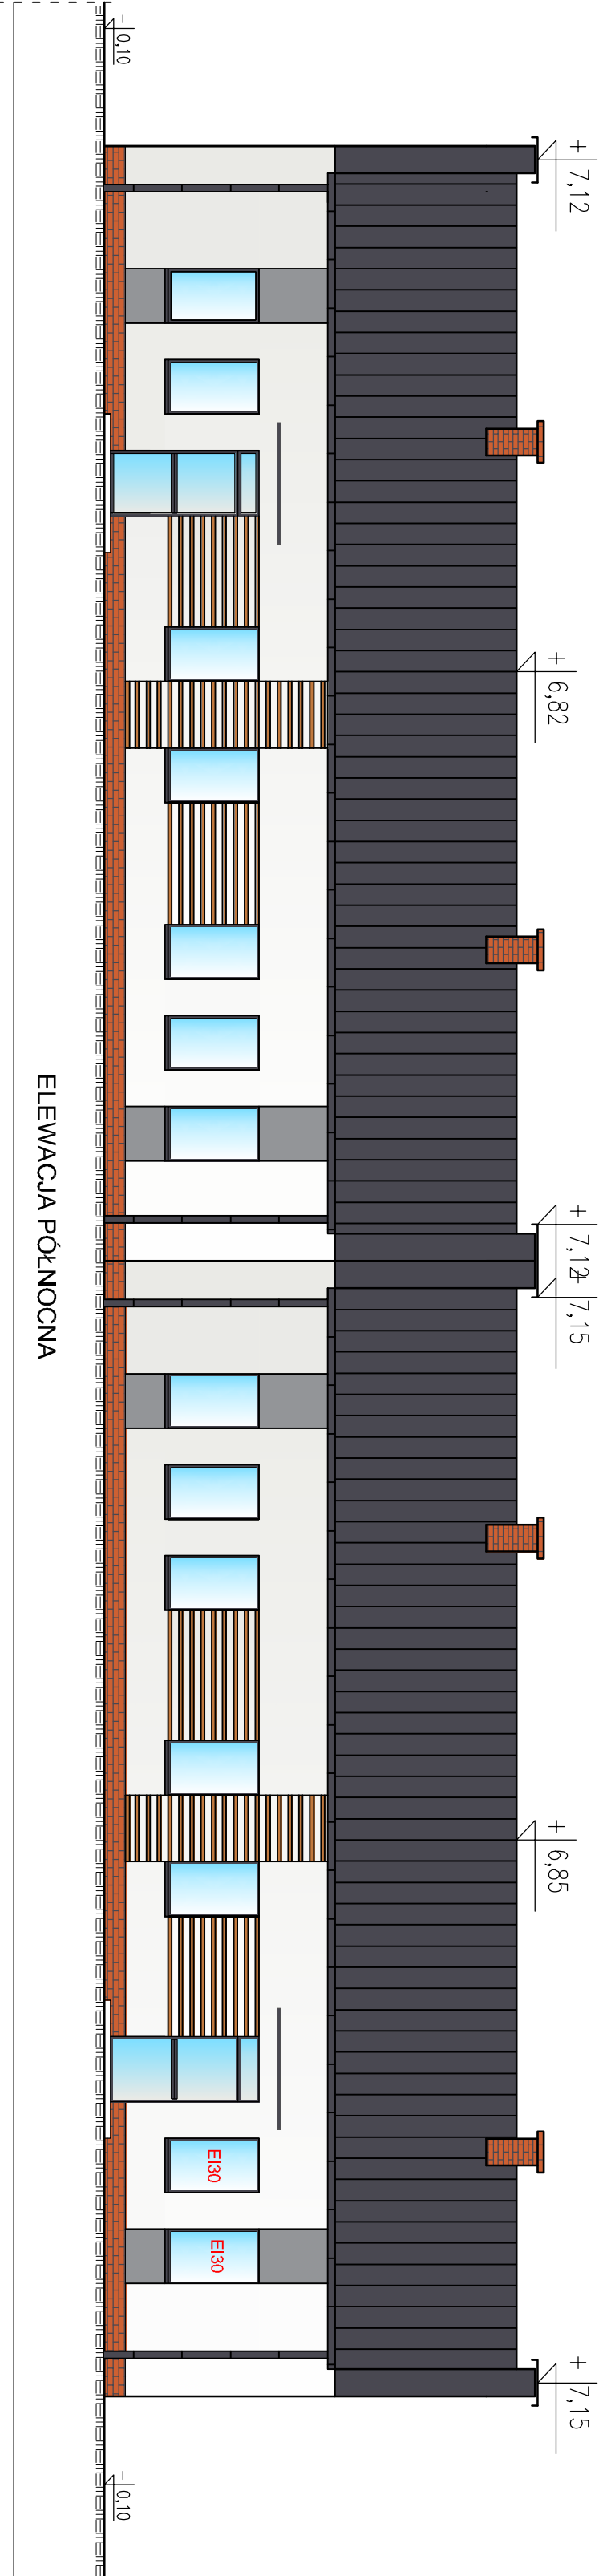 + 7,12
+ 6,82
+ 7,12
+ 7,15
+ 6,85
+ 7,15
- 0,10
EI30
EI30
- 0,10
ELEWACJA PÓŁNOCNA